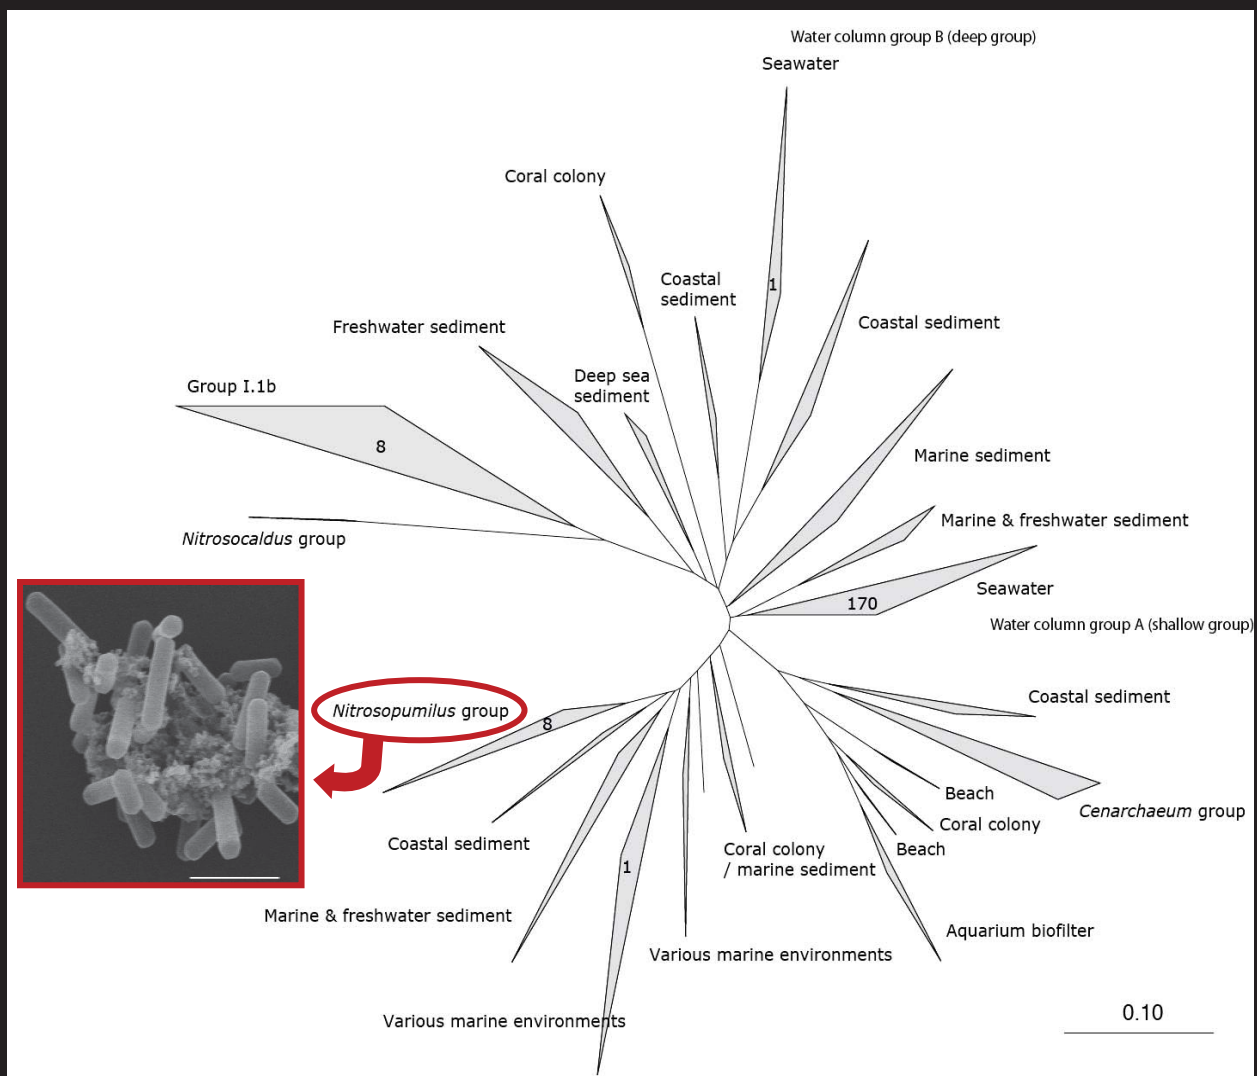 Water column group B (deep group)
Seawater
Coral colony
Coastal
sediment
1
Coastal sediment
Freshwater sediment
Deep sea
sediment
Group I.1b
8
Marine sediment
Marine & freshwater sediment
Nitrosocaldus group
Seawater
170
Water column group A (shallow group)
Coastal sediment
Nitrosopumilus group
8
Beach
Cenarchaeum group
Coral colony
Coastal sediment
Coral colony
/ marine sediment
Beach
1
Marine & freshwater sediment
Aquarium biofilter
Various marine environments
Various marine environments
0.10